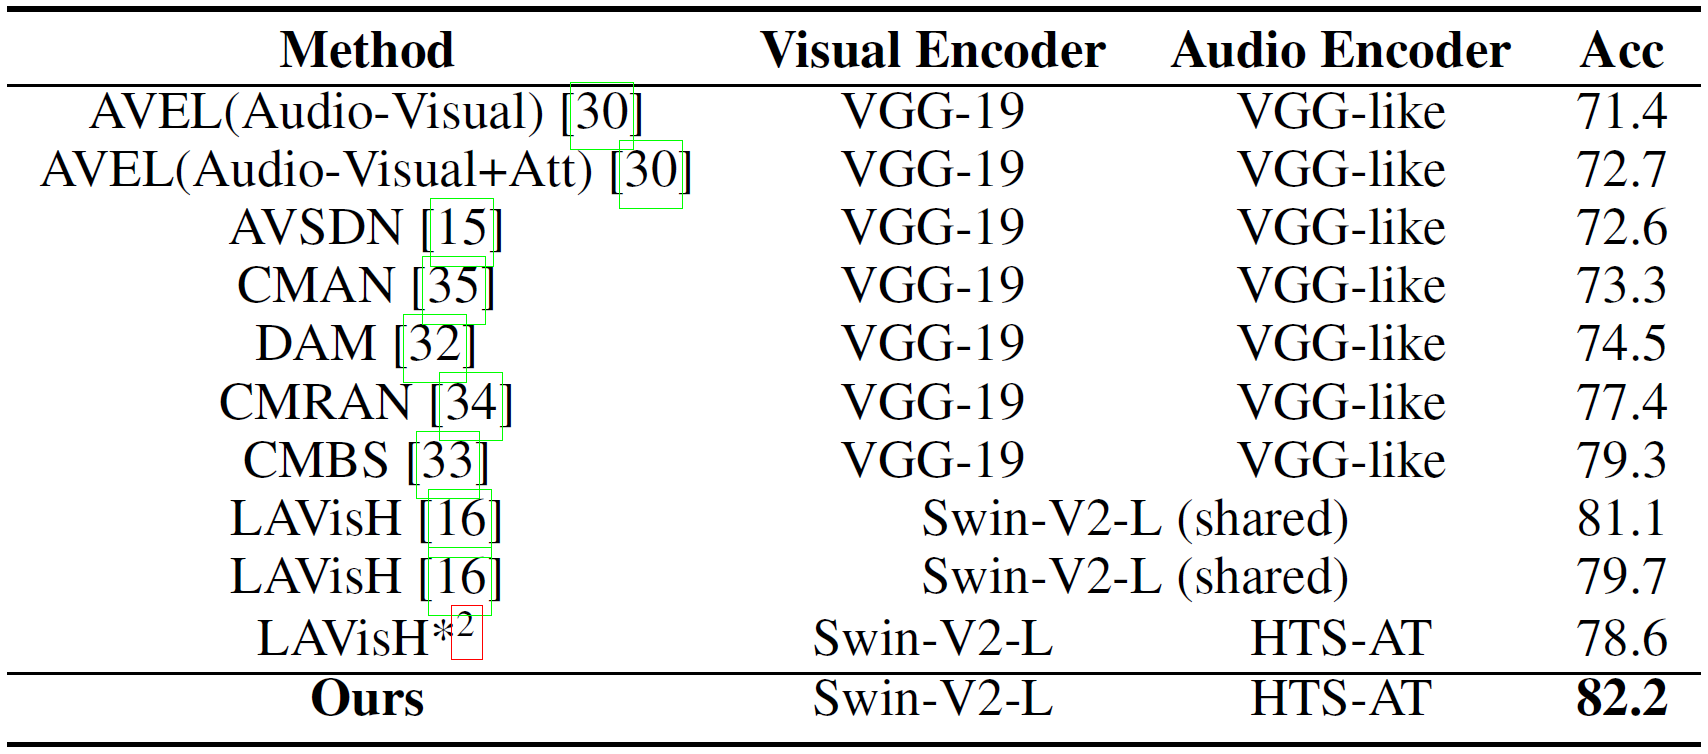 Method Visual Encoder Audio Encoder Acc
AVEL(Audio-Visual) [30] VGG-19 VGG-like 71.4
AVEL(Audio-Visual+Att) [30] VGG-19 VGG-like 72.7
AVSDN [15] VGG-19 VGG-like 72.6
CMAN [35] VGG-19 VGG-like 73.3
DAM [32] VGG-19 VGG-like 74.5
CMRAN [34] VGG-19 VGG-like 77.4
CMBS [33] VGG-19 VGG-like 79.3
LAVisH [16] Swin-V2-L (shared) 81.1
LAVisH [16] Swin-V2-L (shared) 79.7
LAVisH*2 Swin-V2-L HTS-AT 78.6
Ours Swin-V2-L HTS-AT 82.2